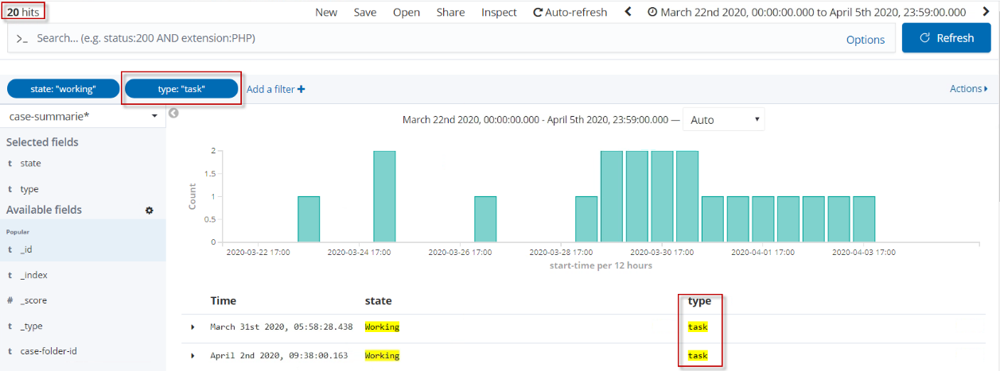 20 hits
New Save Open Share Inspect Auto-refresh March 22nd 2020, 00:00:00.000 to April 5th 2020, 23:59:00.000
>_ Search... (e.g. status:200 AND extension:PHP) Options Refresh
state: "working" type: "task" Add a filter + Actions
case-summarie*
March 22nd 2020, 00:00:00.000 - April 5th 2020, 23:59:00.000 — Auto
Selected fields
t state
t type
Available fields
Popular
t _id
t _index
# _score
t _type
t case-folder-id
Count
2
1.5
1
0.5
0
2020-03-22 17:00 2020-03-24 17:00 2020-03-26 17:00 2020-03-28 17:00 2020-03-30 17:00 2020-04-01 17:00 2020-04-03 17:00
start-time per 12 hours
Time state type
March 31st 2020, 05:58:28.438 Working task
April 2nd 2020, 09:38:00.163 Working task